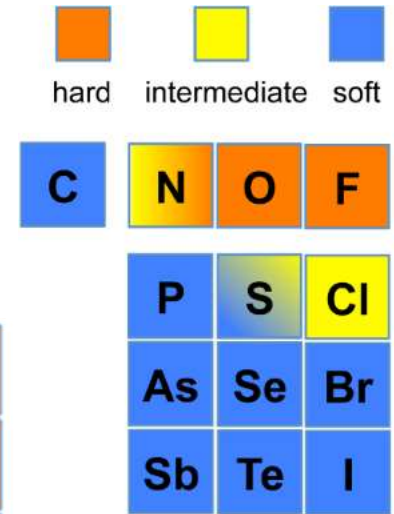 hard intermediate soft
C N O F
P S Cl
As Se Br
Sb Te I